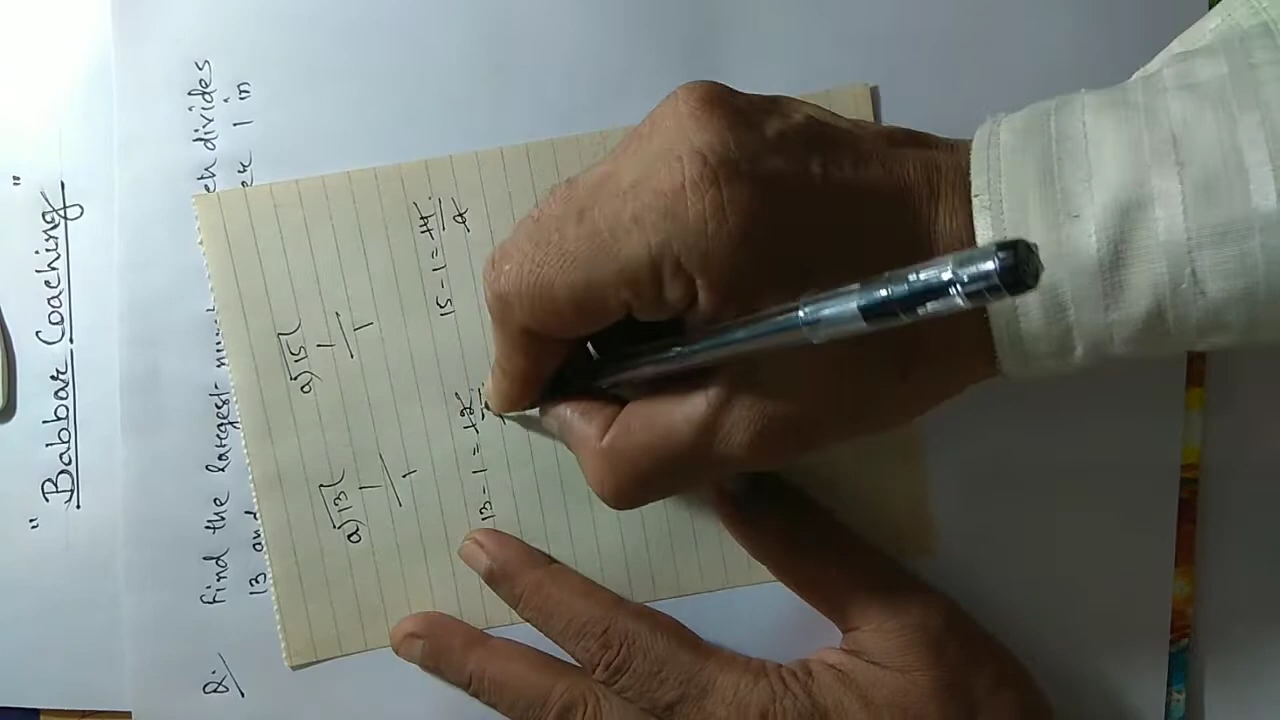 " Babbar Coaching "
Q. Find the largest ch divides
13 and 1 in
a) 13 ( a) 15 (
1 1
1 1
13 - 1 = 12 15 - 1 = 14
a